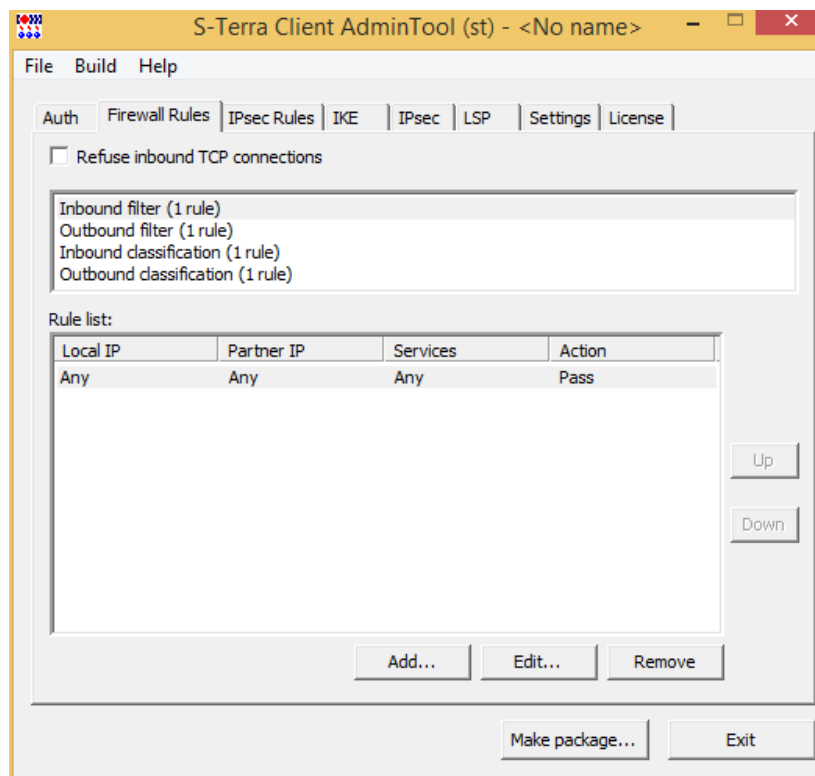 S-Terra Client AdminTool (st) - <No name>
File Build Help
Auth Firewall Rules IPsec Rules IKE IPsec LSP Settings License
Refuse inbound TCP connections
Inbound filter (1 rule)
Outbound filter (1 rule)
Inbound classification (1 rule)
Outbound classification (1 rule)
Rule list:
Local IP Partner IP Services Action
Any Any Any Pass
Up
Down
Add... Edit... Remove
Make package... Exit